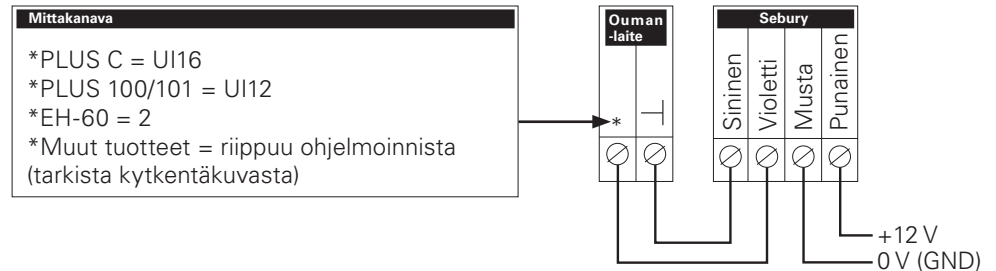 Mittakanava
*PLUS C = UI16
*PLUS 100/101 = UI12
*EH-60 = 2
*Muut tuotteet = riippuu ohjelmoinnista
(tarkista kytkentäkuvasta)
Ouman
-laite
*
Sebury
Sininen
Violetti
Musta
Punainen
+12 V
0 V (GND)